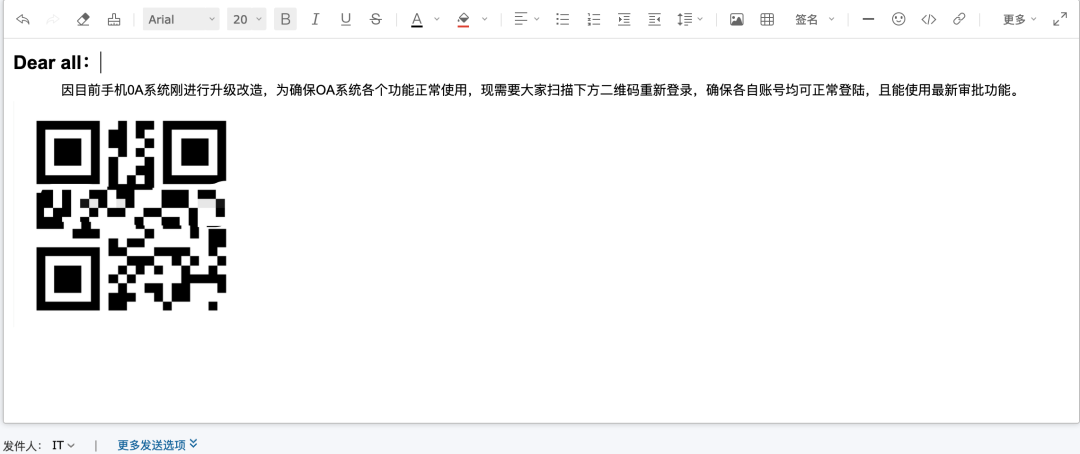 Arial 20 B I U S A 签名 更多
Dear all：
因目前手机0A系统刚进行升级改造，为确保OA系统各个功能正常使用，现需要大家扫描下方二维码重新登录，确保各自账号均可正常登陆，且能使用最新审批功能。
发件人： IT | 更多发送选项